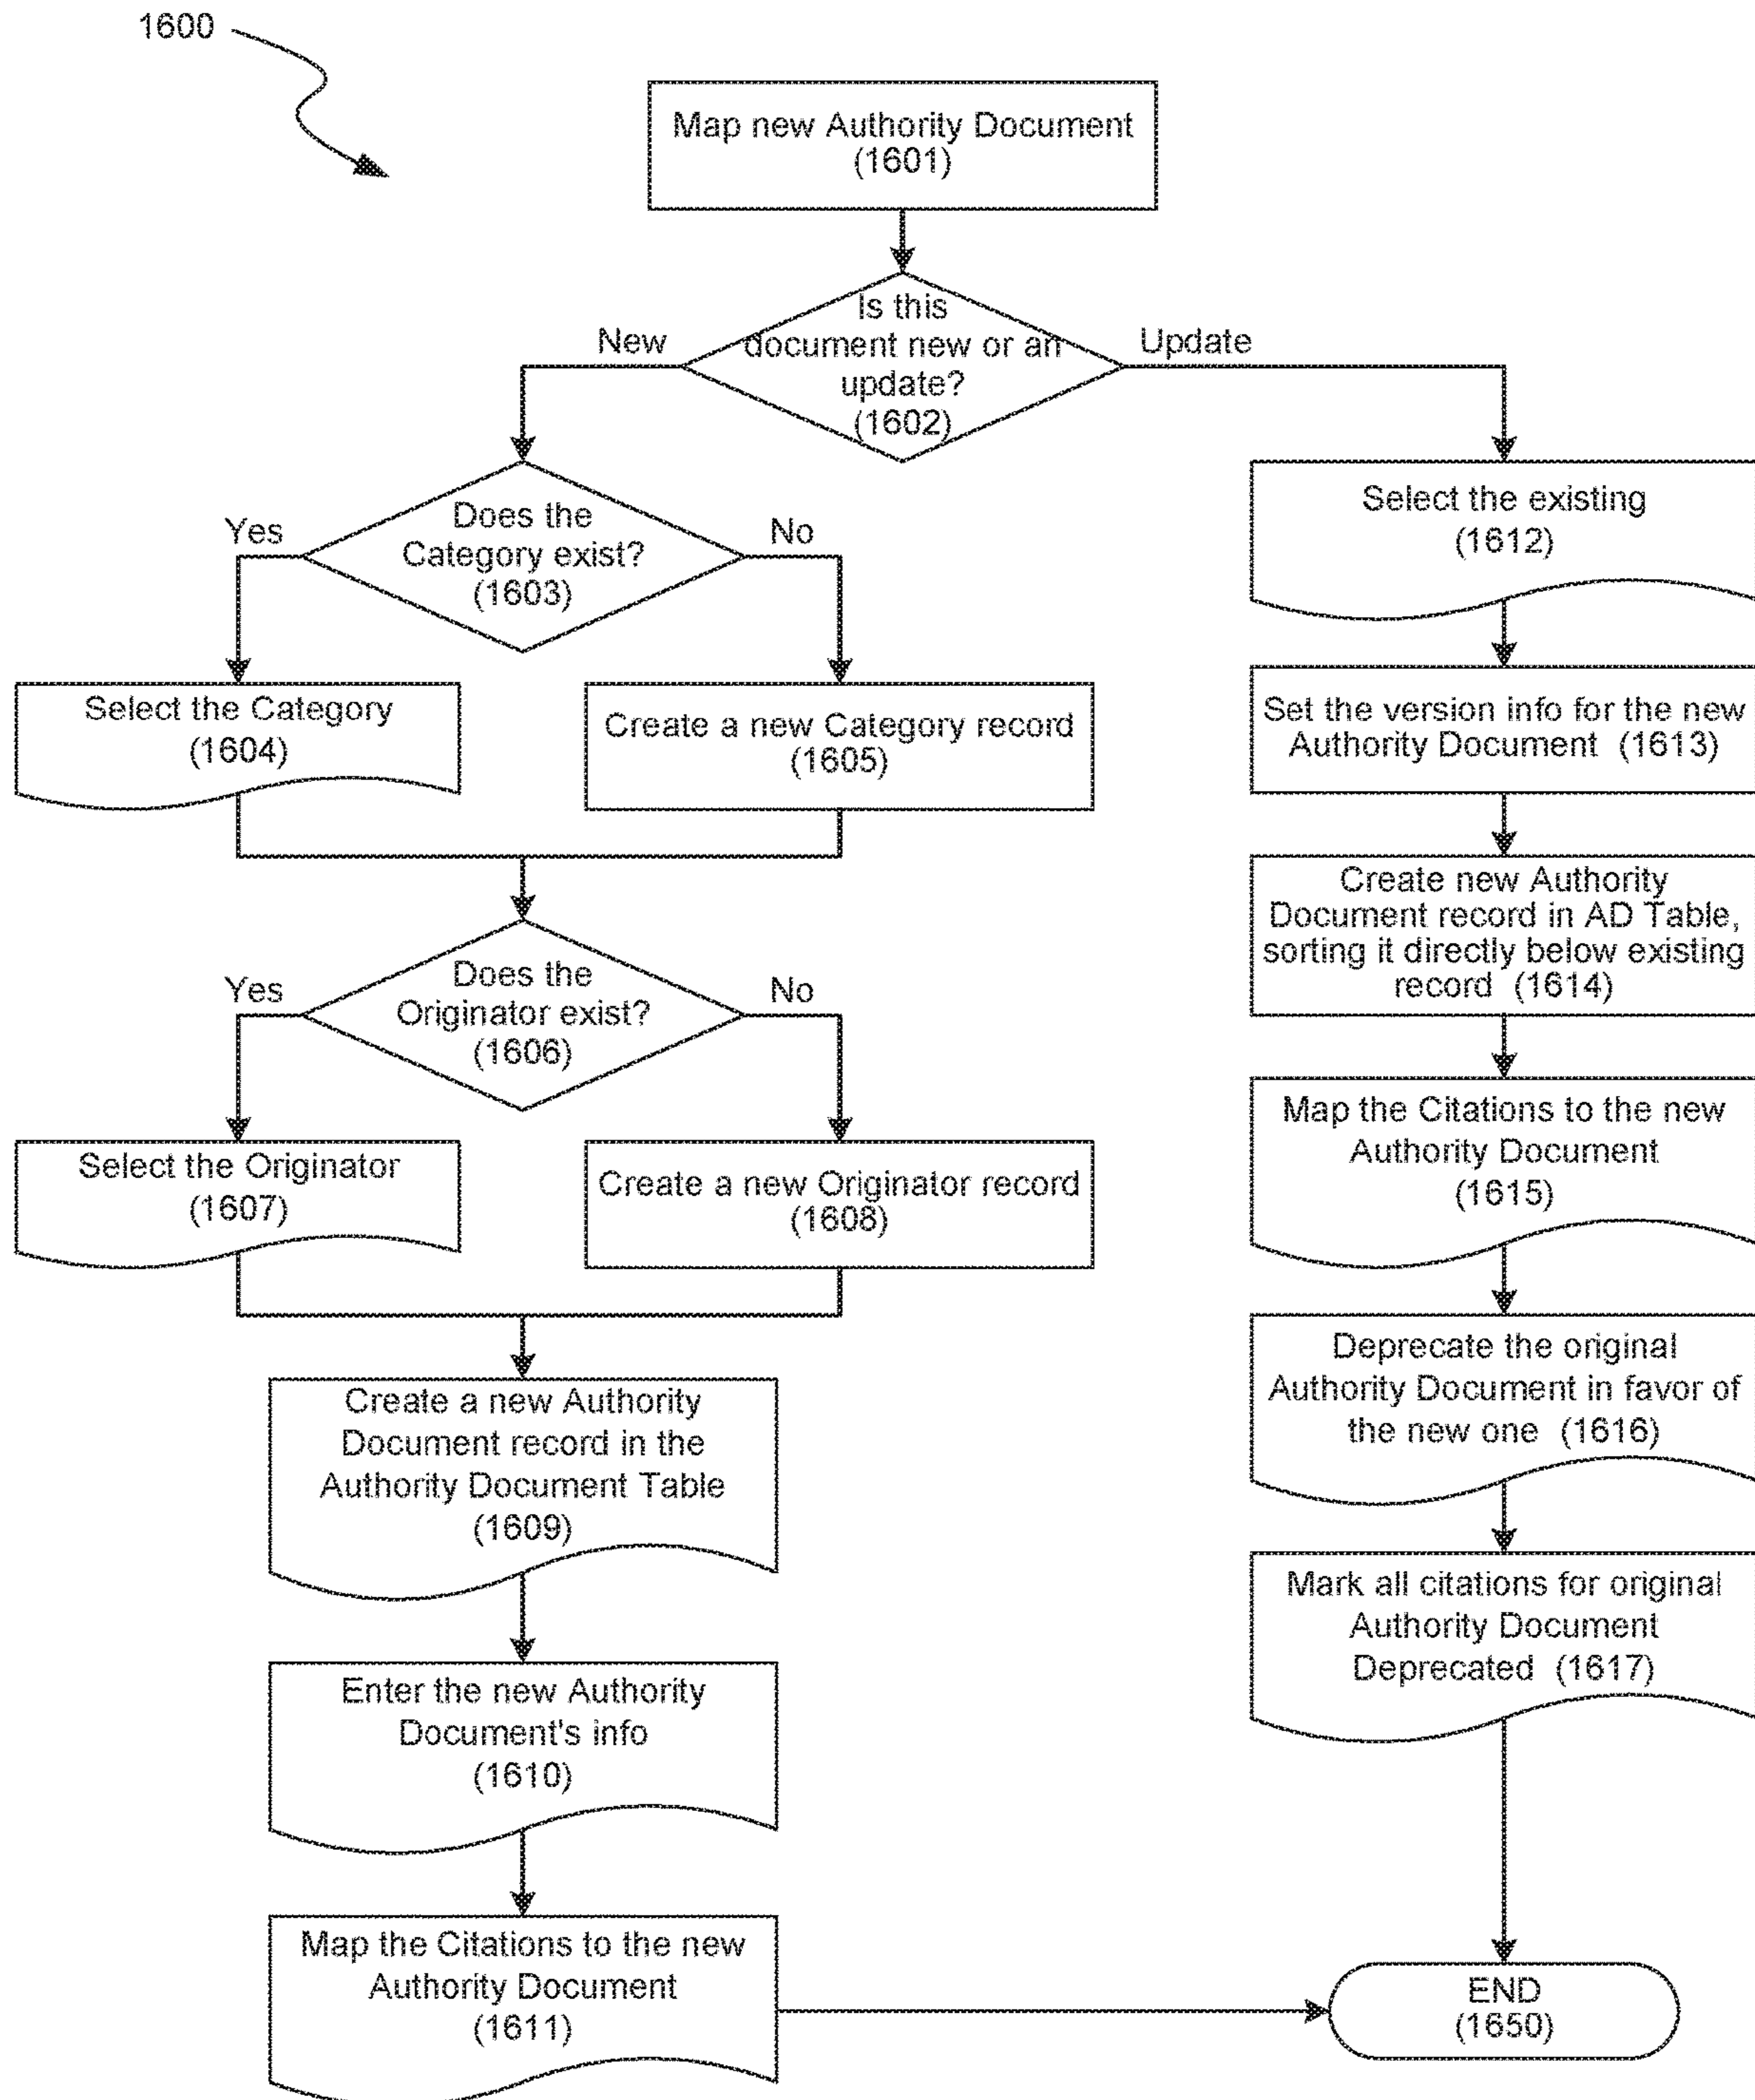 1600
Map new Authority Document
(1601)
Is this
document new or an
update?
(1602)
New
Update
Does the
Category exist?
(1603)
Yes
No
Select the Category
(1604)
Create a new Category record
(1605)
Does the
Originator exist?
(1606)
Yes
No
Select the Originator
(1607)
Create a new Originator record
(1608)
Create a new Authority
Document record in the
Authority Document Table
(1609)
Enter the new Authority
Document's info
(1610)
Map the Citations to the new
Authority Document
(1611)
Select the existing
(1612)
Set the version info for the new
Authority Document (1613)
Create new Authority
Document record in AD Table,
sorting it directly below existing
record (1614)
Map the Citations to the new
Authority Document
(1615)
Deprecate the original
Authority Document in favor of
the new one (1616)
Mark all citations for original
Authority Document
Deprecated (1617)
END
(1650)